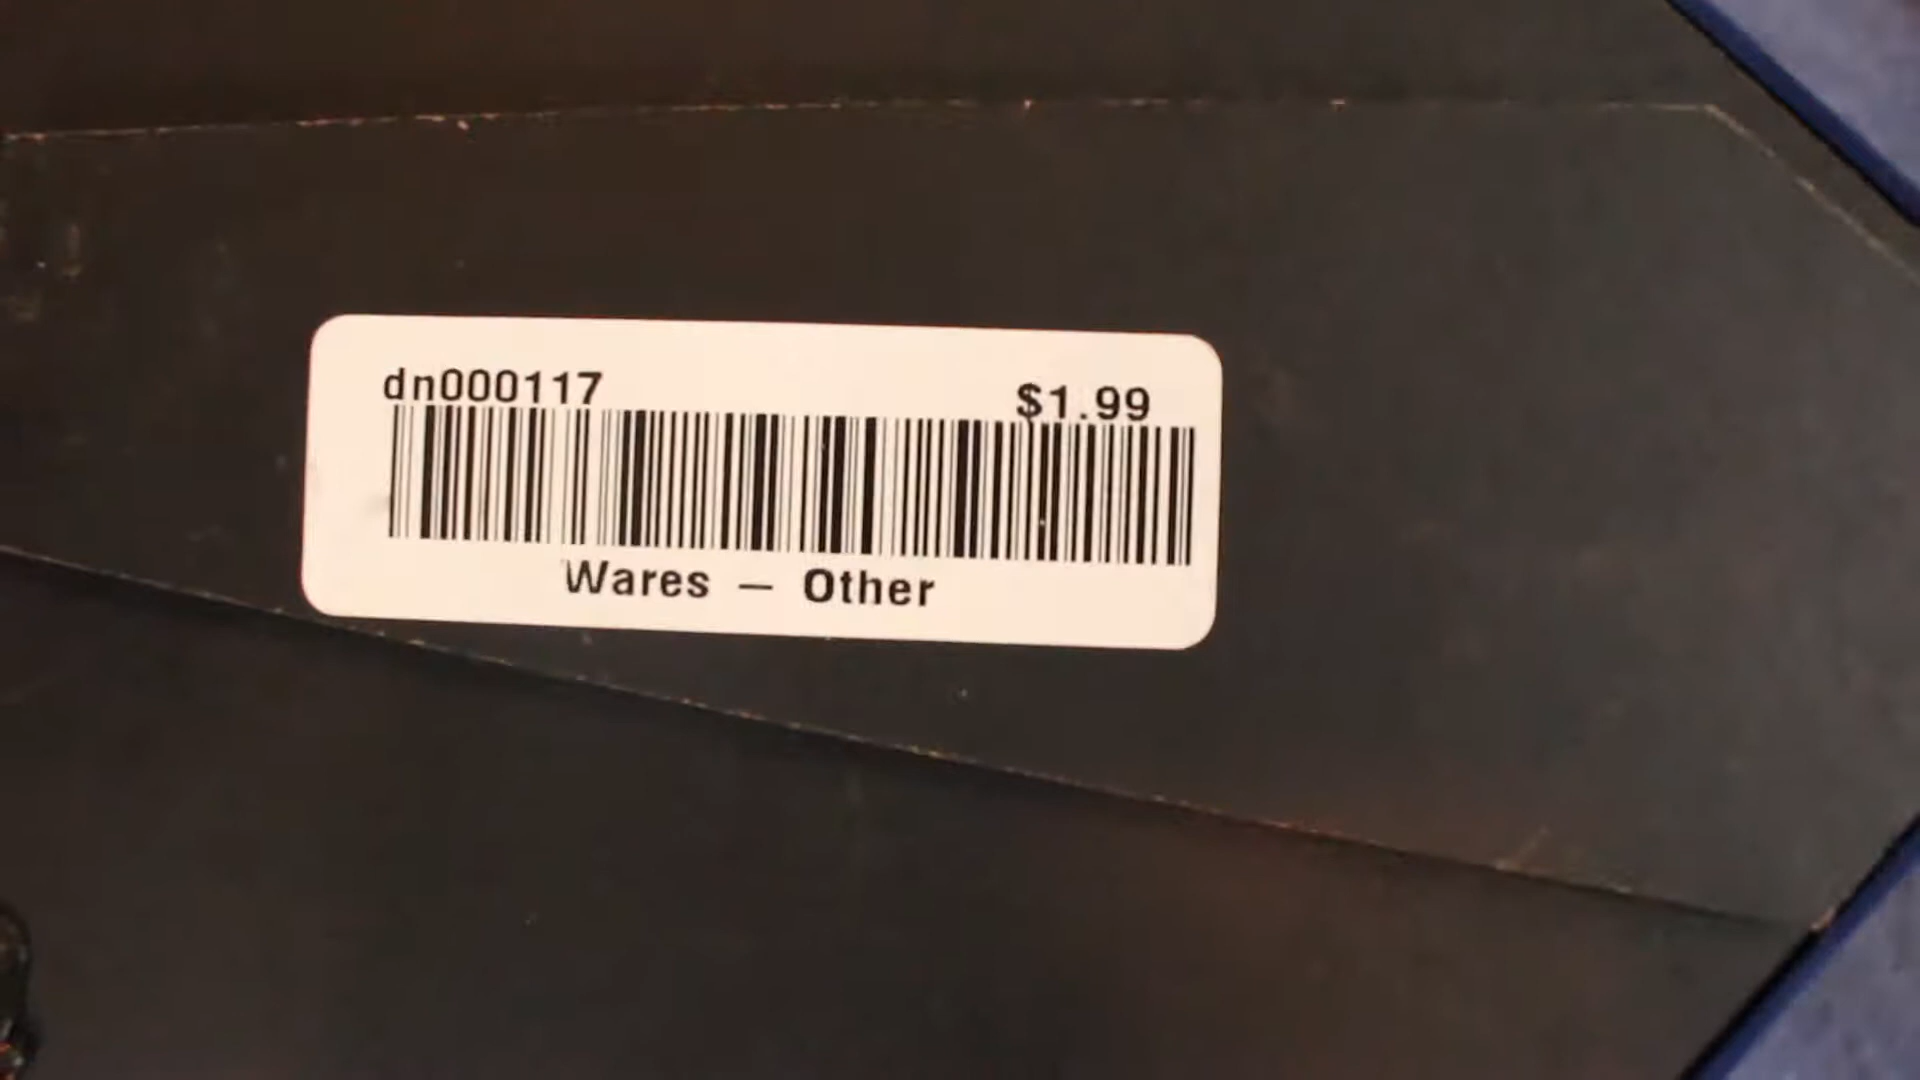 dn000117 $1.99
Wares — Other